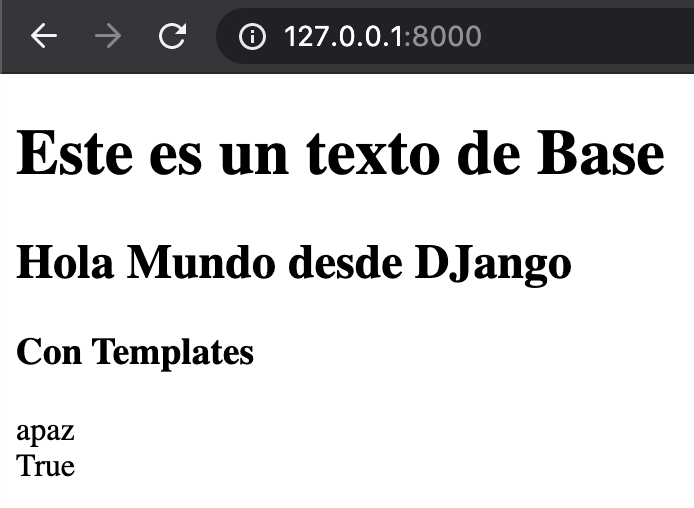 127.0.0.1:8000
Este es un texto de Base
Hola Mundo desde DJango
Con Templates
apaz
True